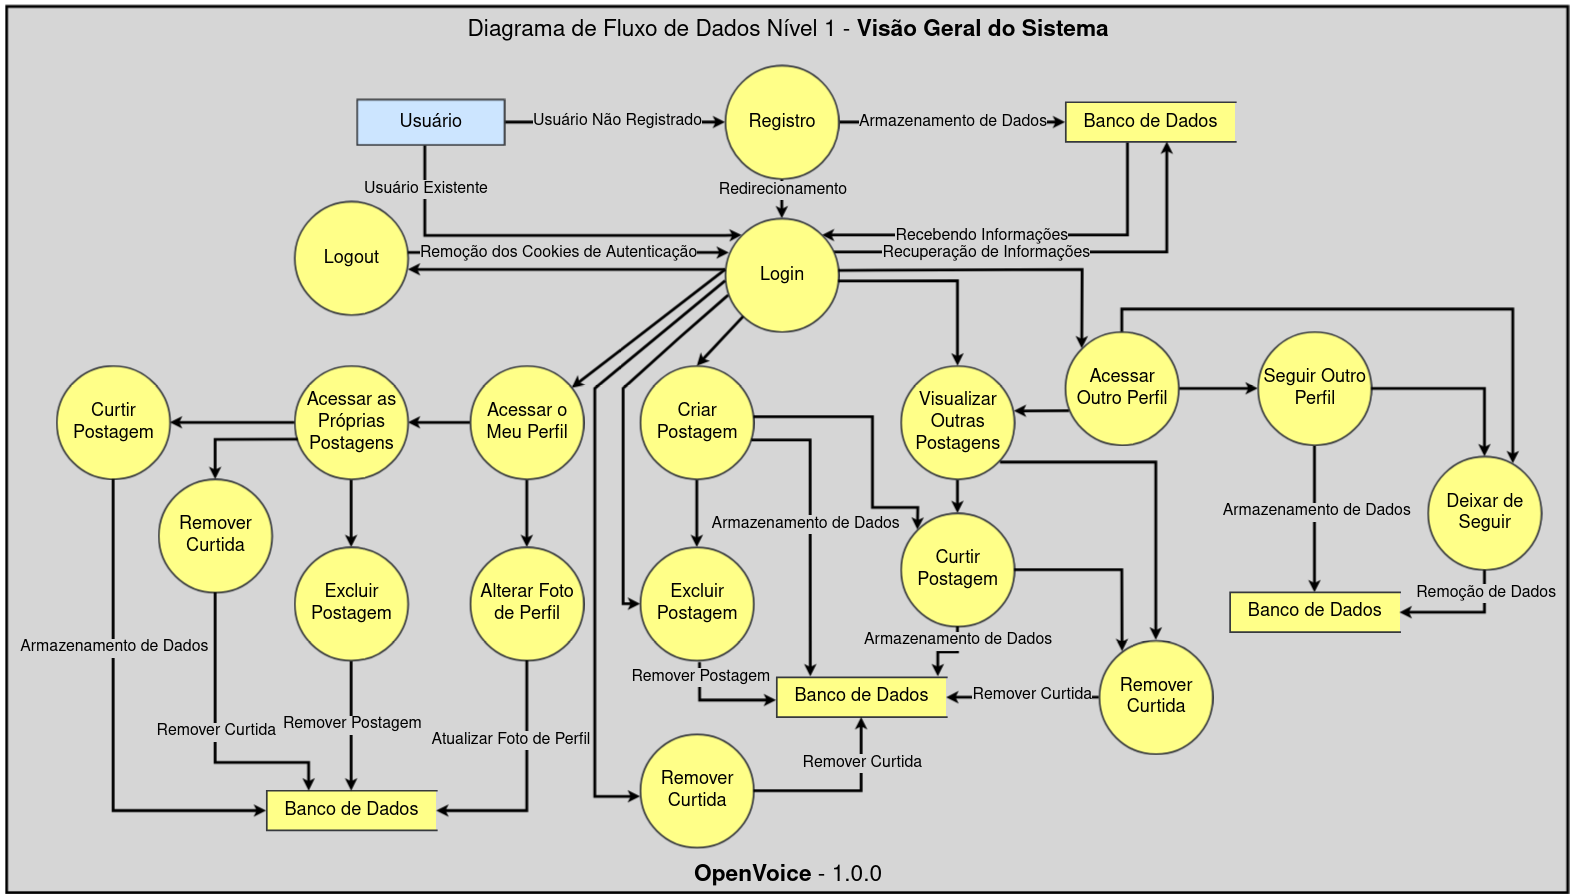 Diagrama de Fluxo de Dados Nível 1 - Visão Geral do Sistema
Usuário
Usuário Não Registrado
Registro
Armazenamento de Dados
Banco de Dados
Usuário Existente
Redirecionamento
Recebendo Informações
Recuperação de Informações
Logout
Remoção dos Cookies de Autenticação
Login
Curtir
Postagem
Acessar as
Próprias
Postagens
Acessar o
Meu Perfil
Criar
Postagem
Visualizar
Outras
Postagens
Acessar
Outro Perfil
Seguir Outro
Perfil
Remover
Curtida
Excluir
Postagem
Alterar Foto
de Perfil
Armazenamento de Dados
Excluir
Postagem
Curtir
Postagem
Armazenamento de Dados
Deixar de
Seguir
Remoção de Dados
Banco de Dados
Armazenamento de Dados
Armazenamento de Dados
Remover Postagem
Banco de Dados
Remover Curtida
Remover
Curtida
Remover Curtida
Remover Postagem
Atualizar Foto de Perfil
Remover Curtida
Remover
Curtida
Banco de Dados
OpenVoice - 1.0.0